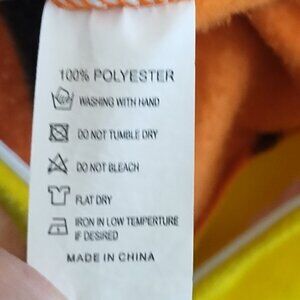 100% POLYESTER
WASHING WITH HAND
DO NOT TUMBLE DRY
DO NOT BLEACH
FLAT DRY
IRON IN LOW TEMPERTURE
IF DESIRED
MADE IN CHINA